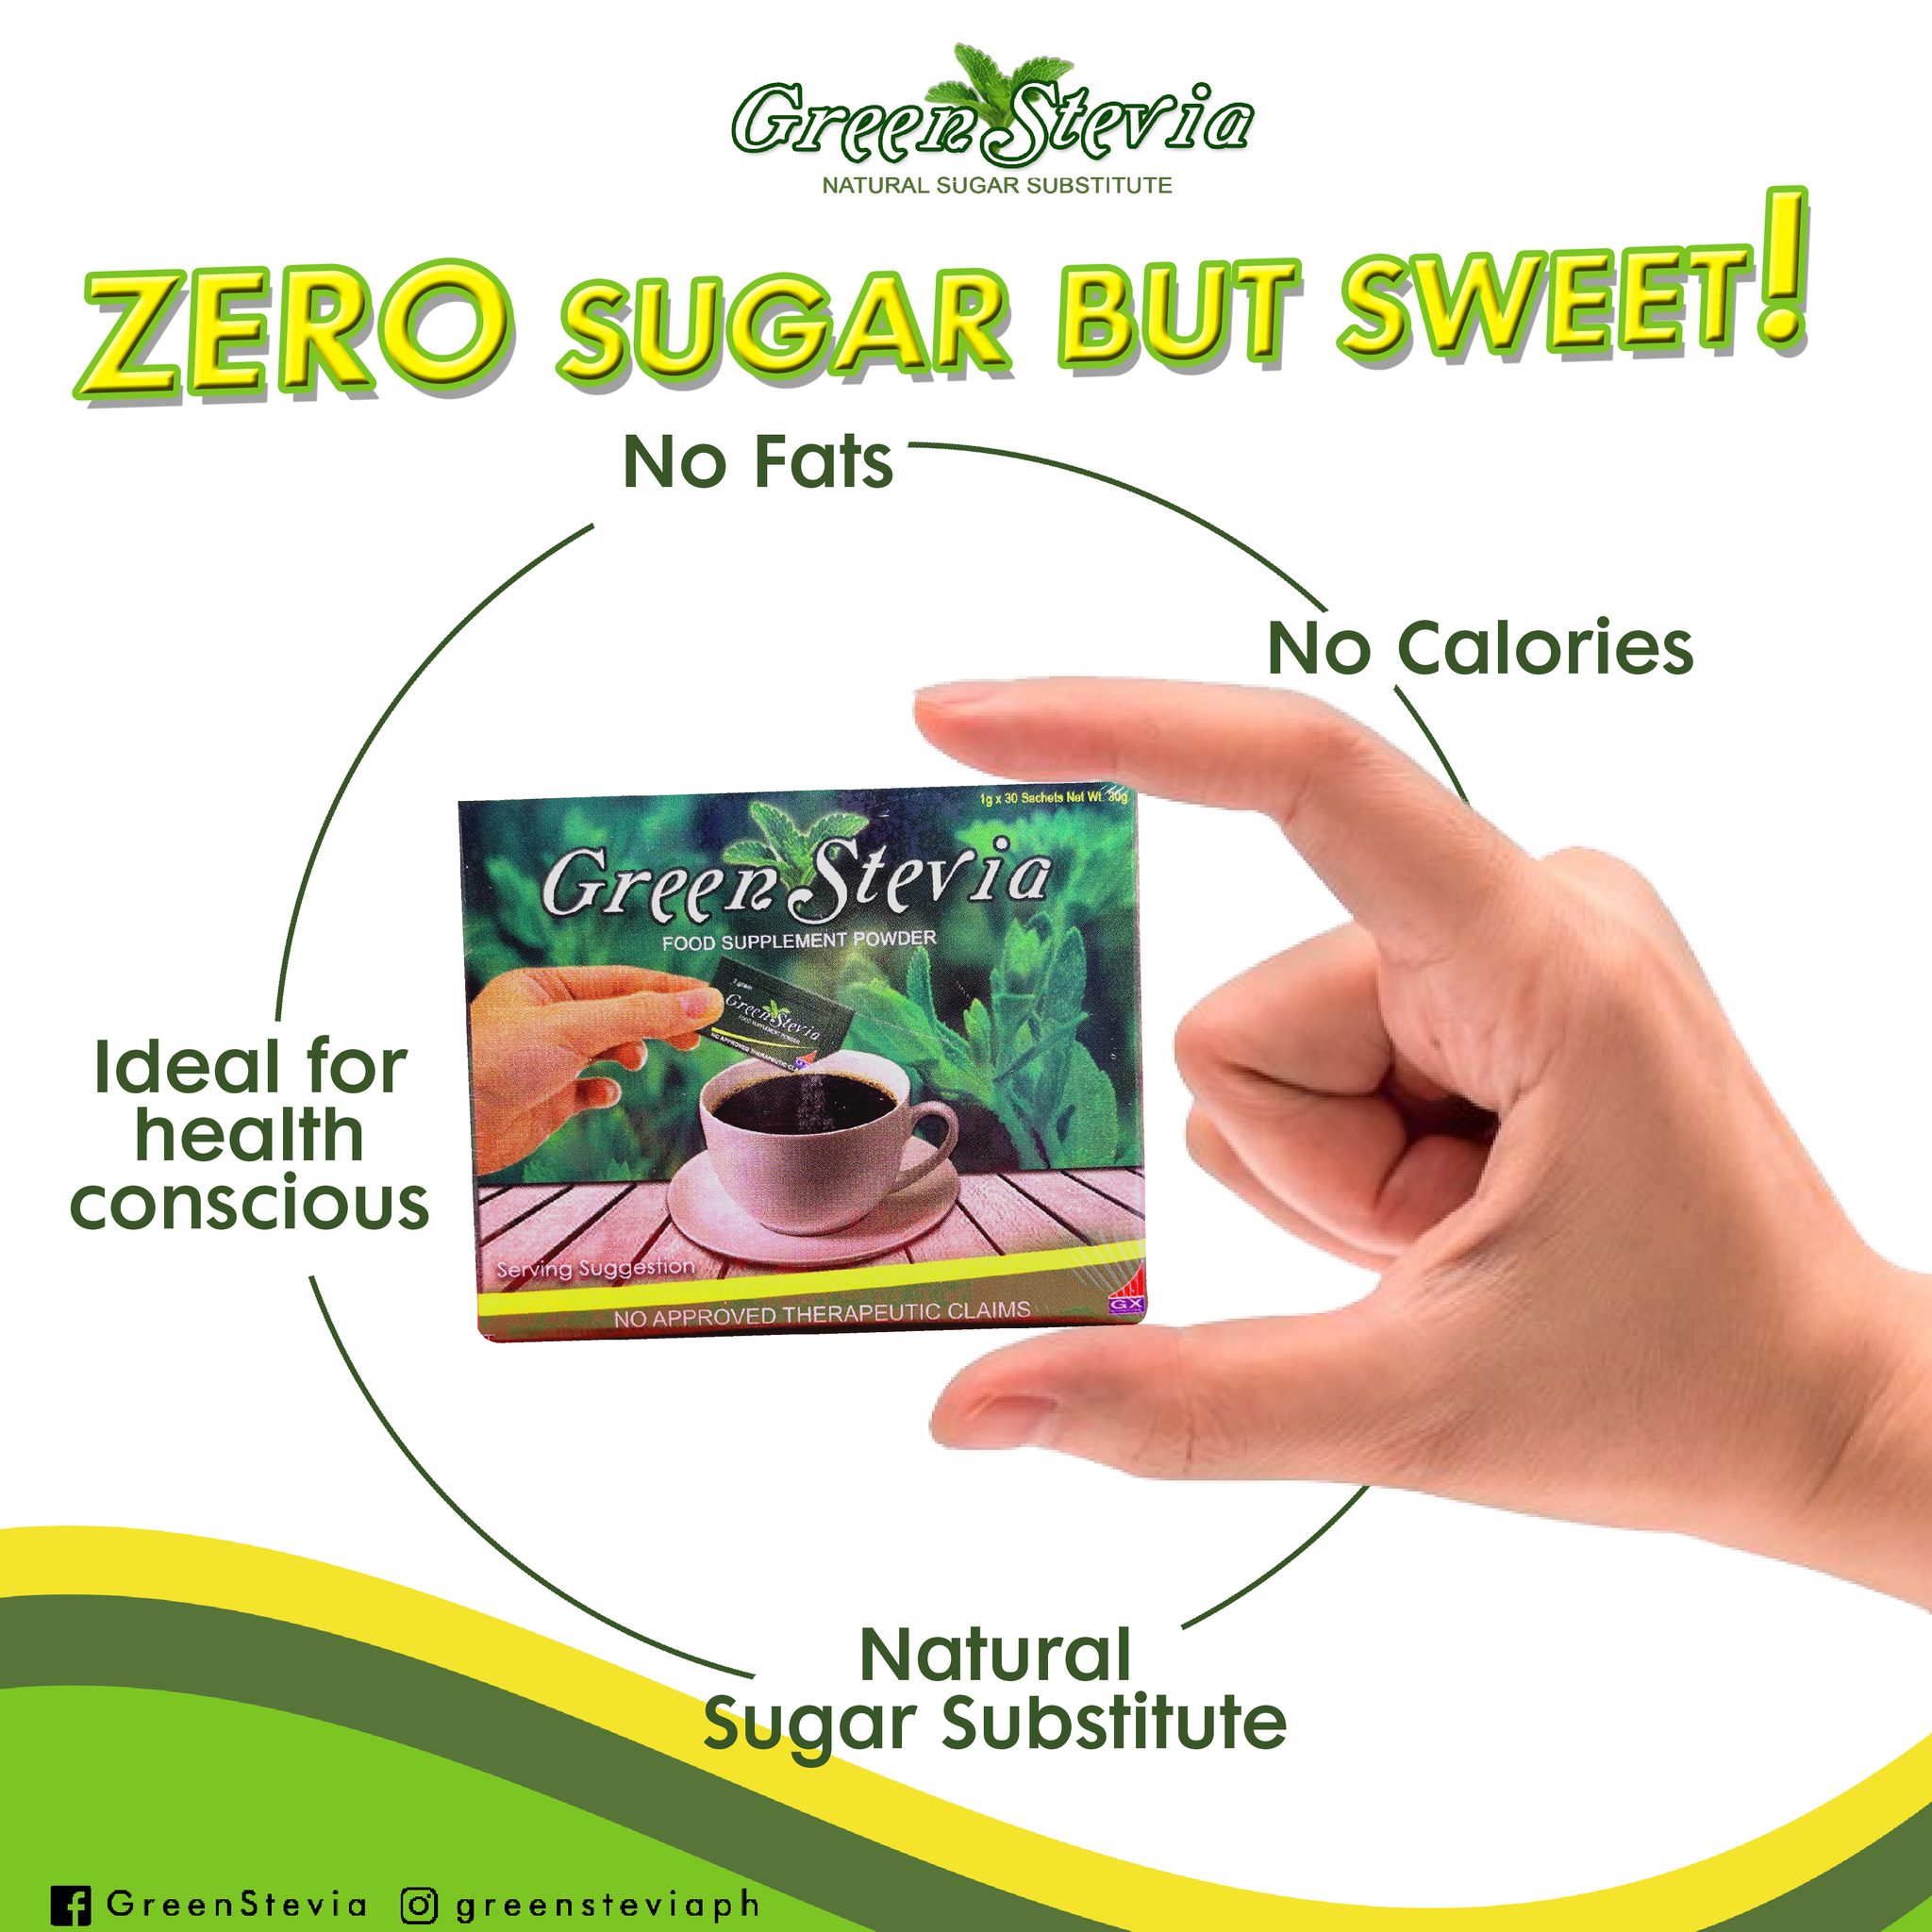 Green Stevia
NATURAL SUGAR SUBSTITUTE
ZERO SUGAR BUT SWEET!
No Fats
No Calories
1g x 30 Sachets Net Wt. 30g
Green Stevia
FOOD SUPPLEMENT POWDER
Green Stevia
Ideal for
health
conscious
Serving Suggestion
NO APPROVED THERAPEUTIC CLAIMS
GX
Natural
Sugar Substitute
GreenStevia greensteviaph